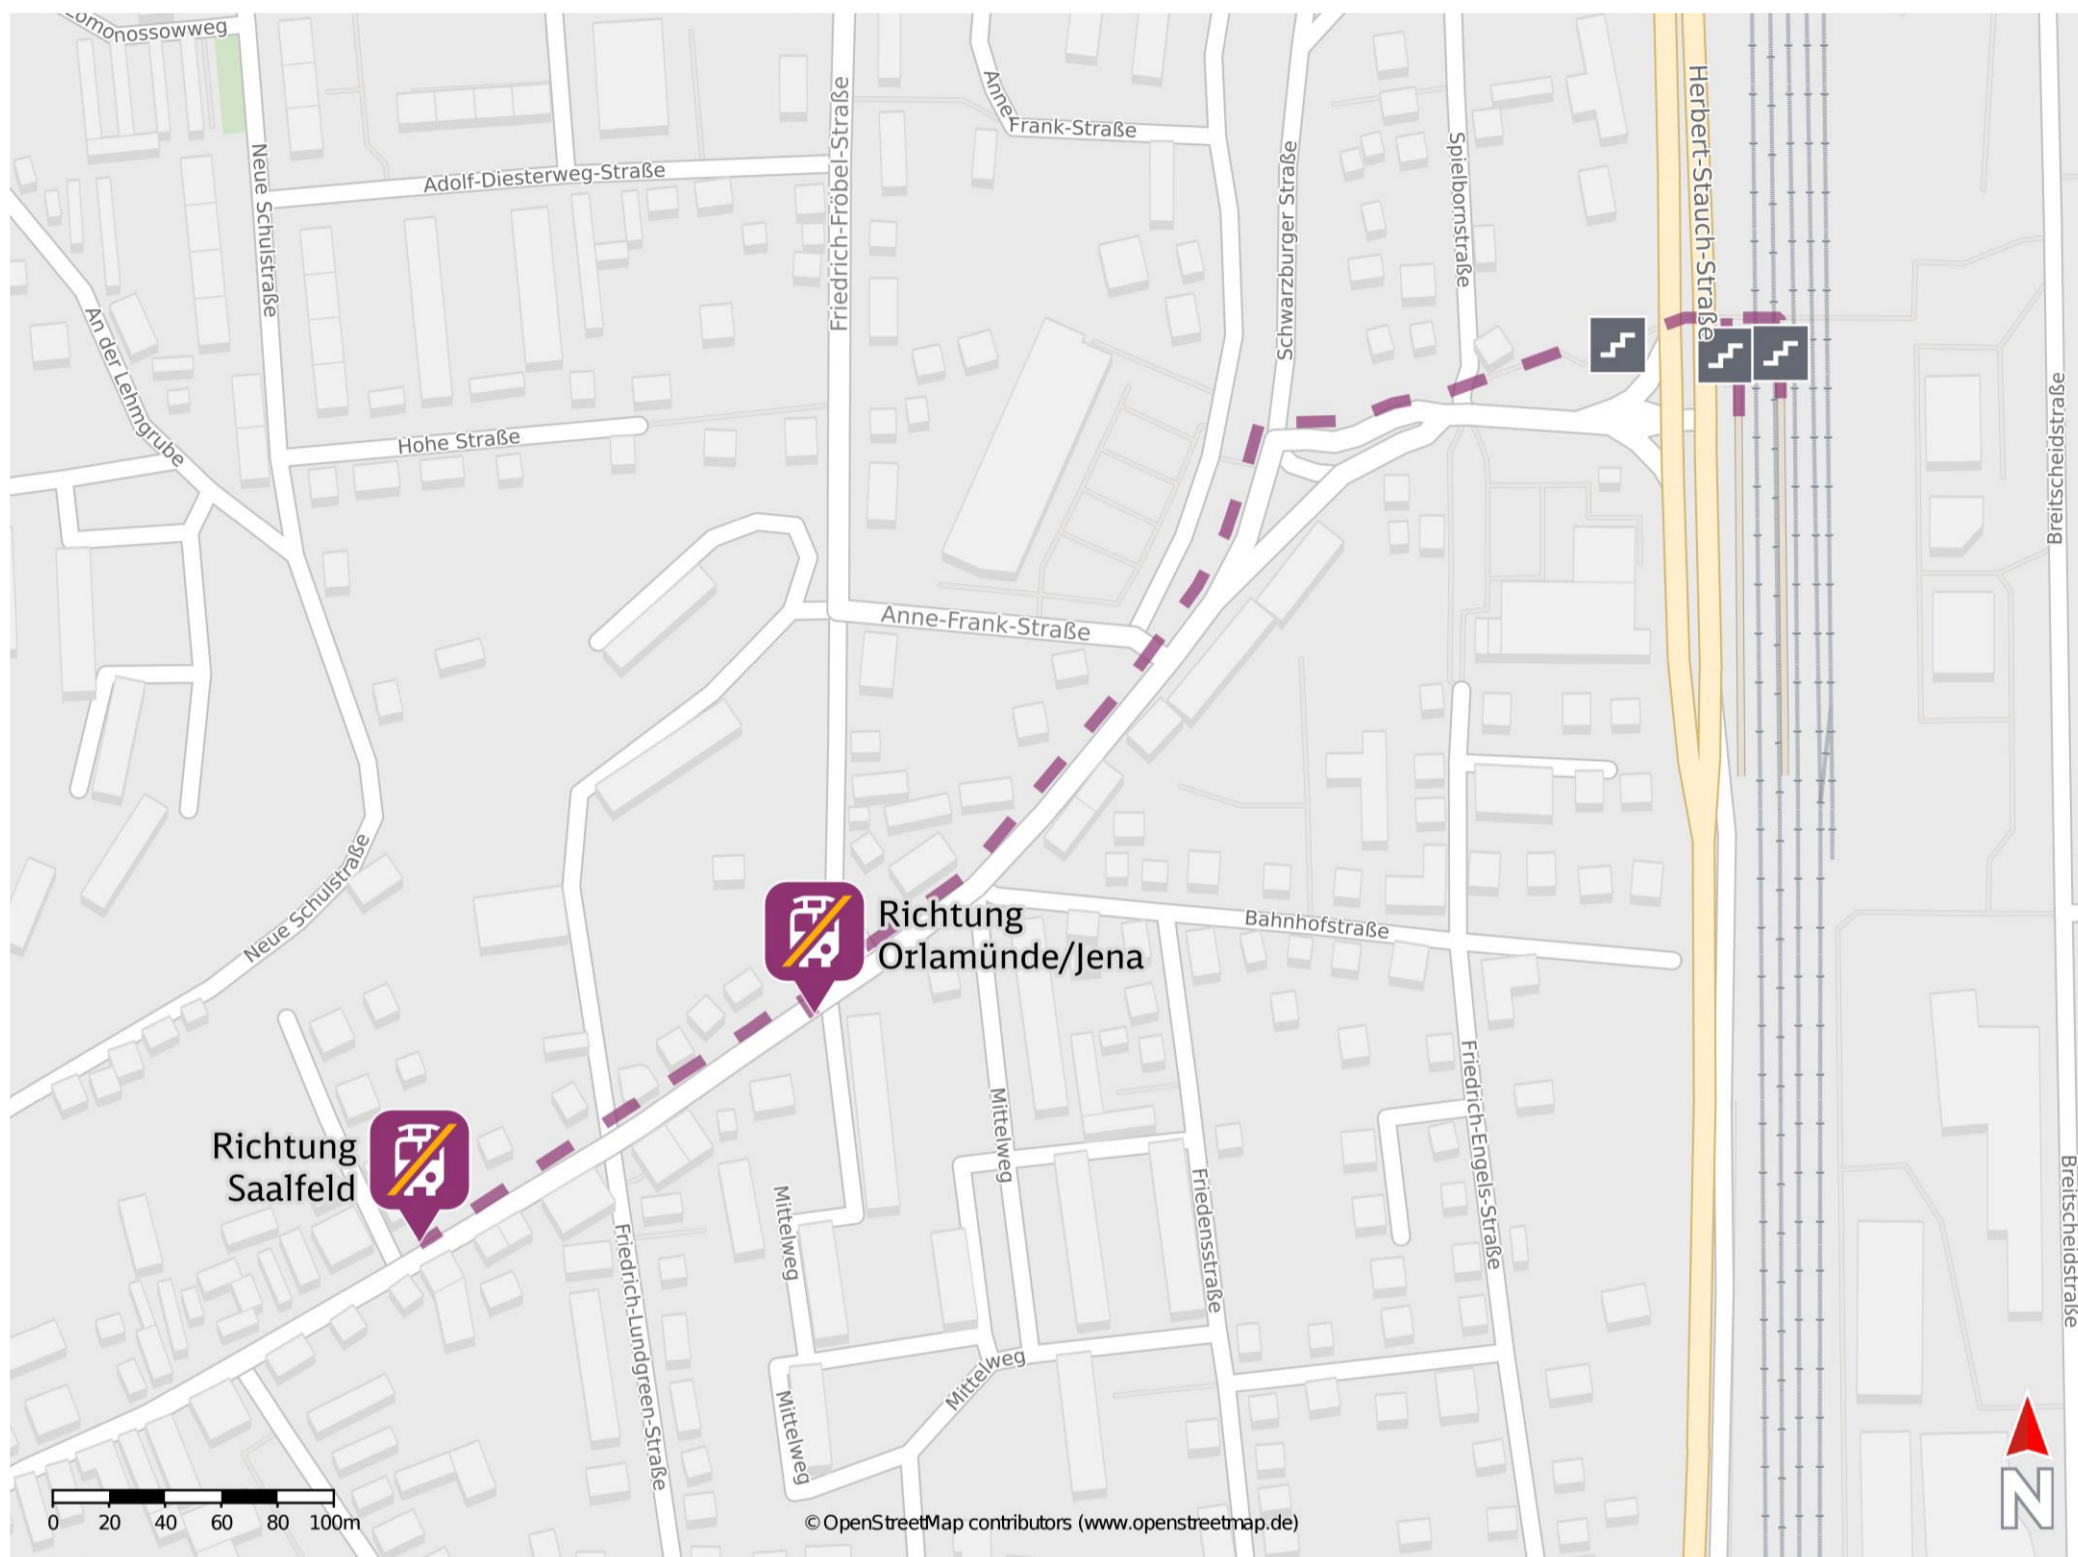 Lomonossowweg
Neue Schulstraße
Adolf-Diesterweg-Straße
Friedrich-Fröbel-Straße
Anne
Frank-Straße
Schwarzburger Straße
Spielbornstraße
Herbert-Stauch-Straße
An der Lehmgrube
Hohe Straße
Breitscheidstraße
Anne-Frank-Straße
Neue Schulstraße
Richtung
Orlamünde/Jena
Bahnhofstraße
Richtung
Saalfeld
Mittelweg
Mittelweg
Friedrich-Engels-Straße
Friedensstraße
Breitscheidstraße
Friedrich-Lundgreen-Straße
Mittelweg
Mittelweg
N
0 20 40 60 80 100m
© OpenStreetMap contributors (www.openstreetmap.de)